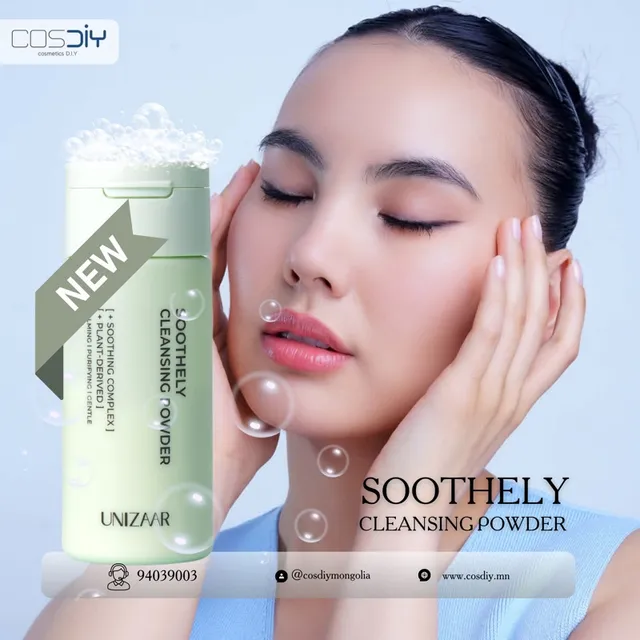 COSDIY
cosmetics D.I.Y
NEW
SOOTHELY
CLEANSING POWDER
[ + SOOTHING COMPLEX ]
[ + PLANT-DERIVED ]
PURIFYING | GENTLE
UNIZAAR
SOOTHELY
CLEANSING POWDER
94039003
@cosdiymongolia
www.cosdiy.mn